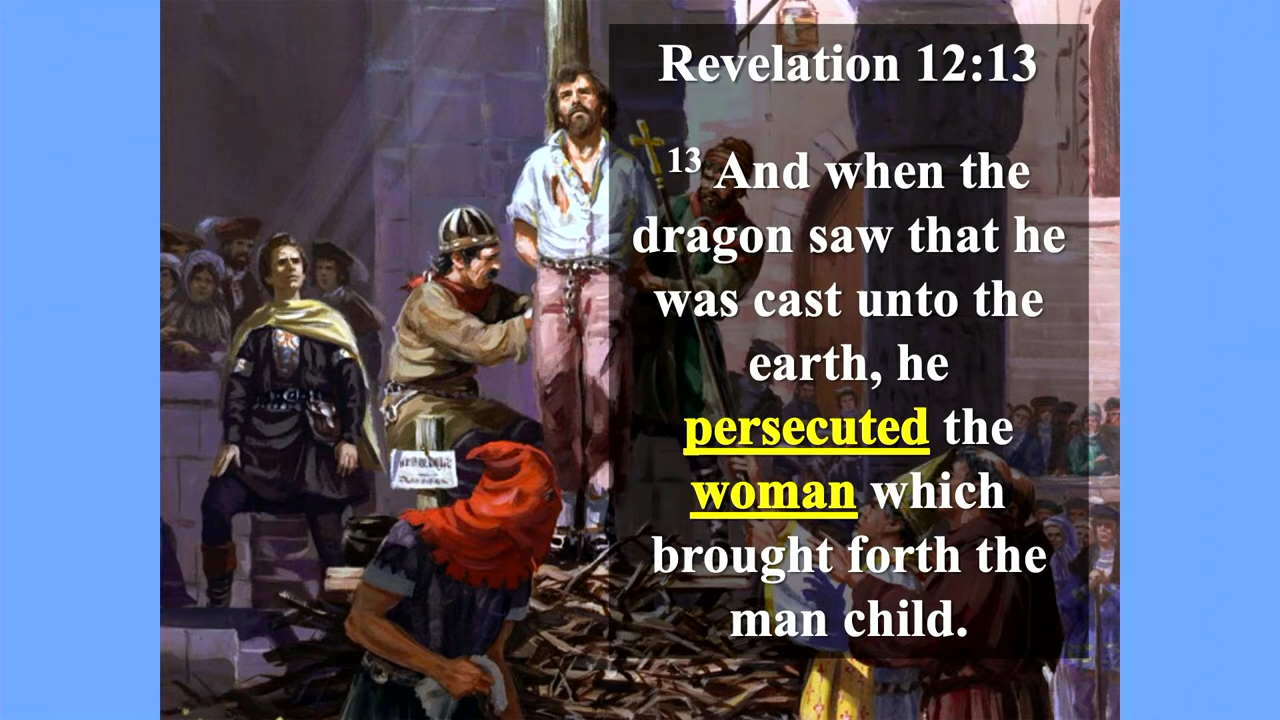 Revelation 12:13
13 And when the
dragon saw that he
was cast unto the
earth, he
persecuted the
woman which
brought forth the
man child.